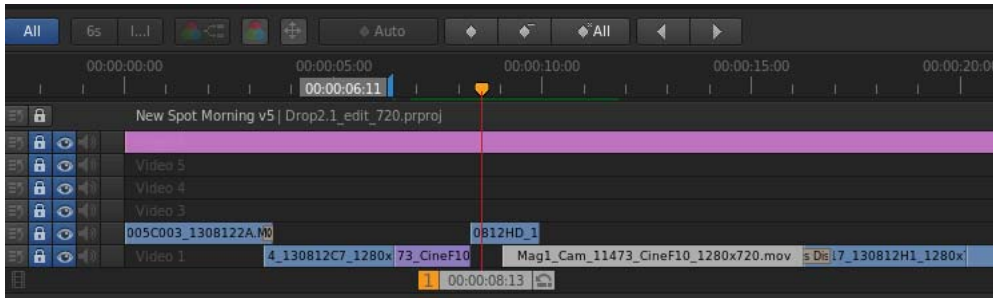 All 6s I...I Auto All
00:00:00:00 00:00:05:00 00:00:10:00 00:00:15:00 00:00:20:0
00:00:06:11
New Spot Morning v5 | Drop2.1_edit_720.prproj
Video 5
Video 4
Video 3
005C003_1308122A.M 0812HD_1
Video 1 4_130812C7_1280x 73_CineF10 Mag1_Cam_11473_CineF10_1280x720.mov s Dis 17_130812H1_1280x
1 00:00:08:13